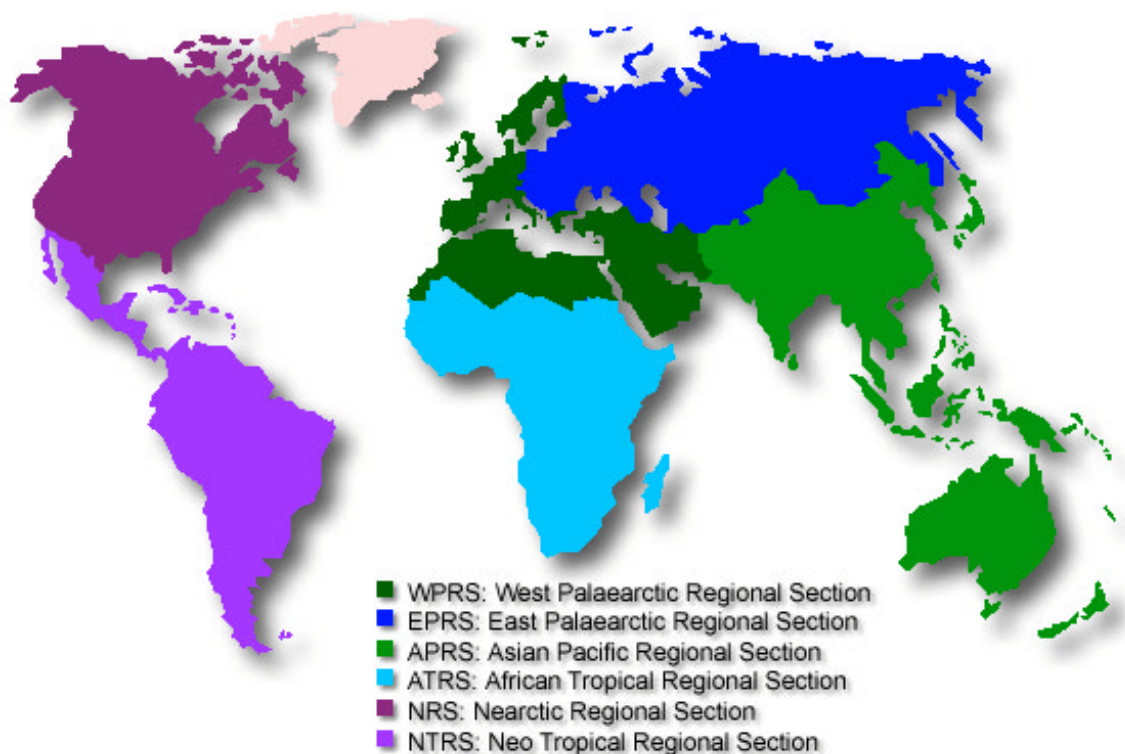 WPRS: West Palaearctic Regional Section
EPRS: East Palaearctic Regional Section
APRS: Asian Pacific Regional Section
ATRS: African Tropical Regional Section
NRS: Nearctic Regional Section
NTRS: Neo Tropical Regional Section